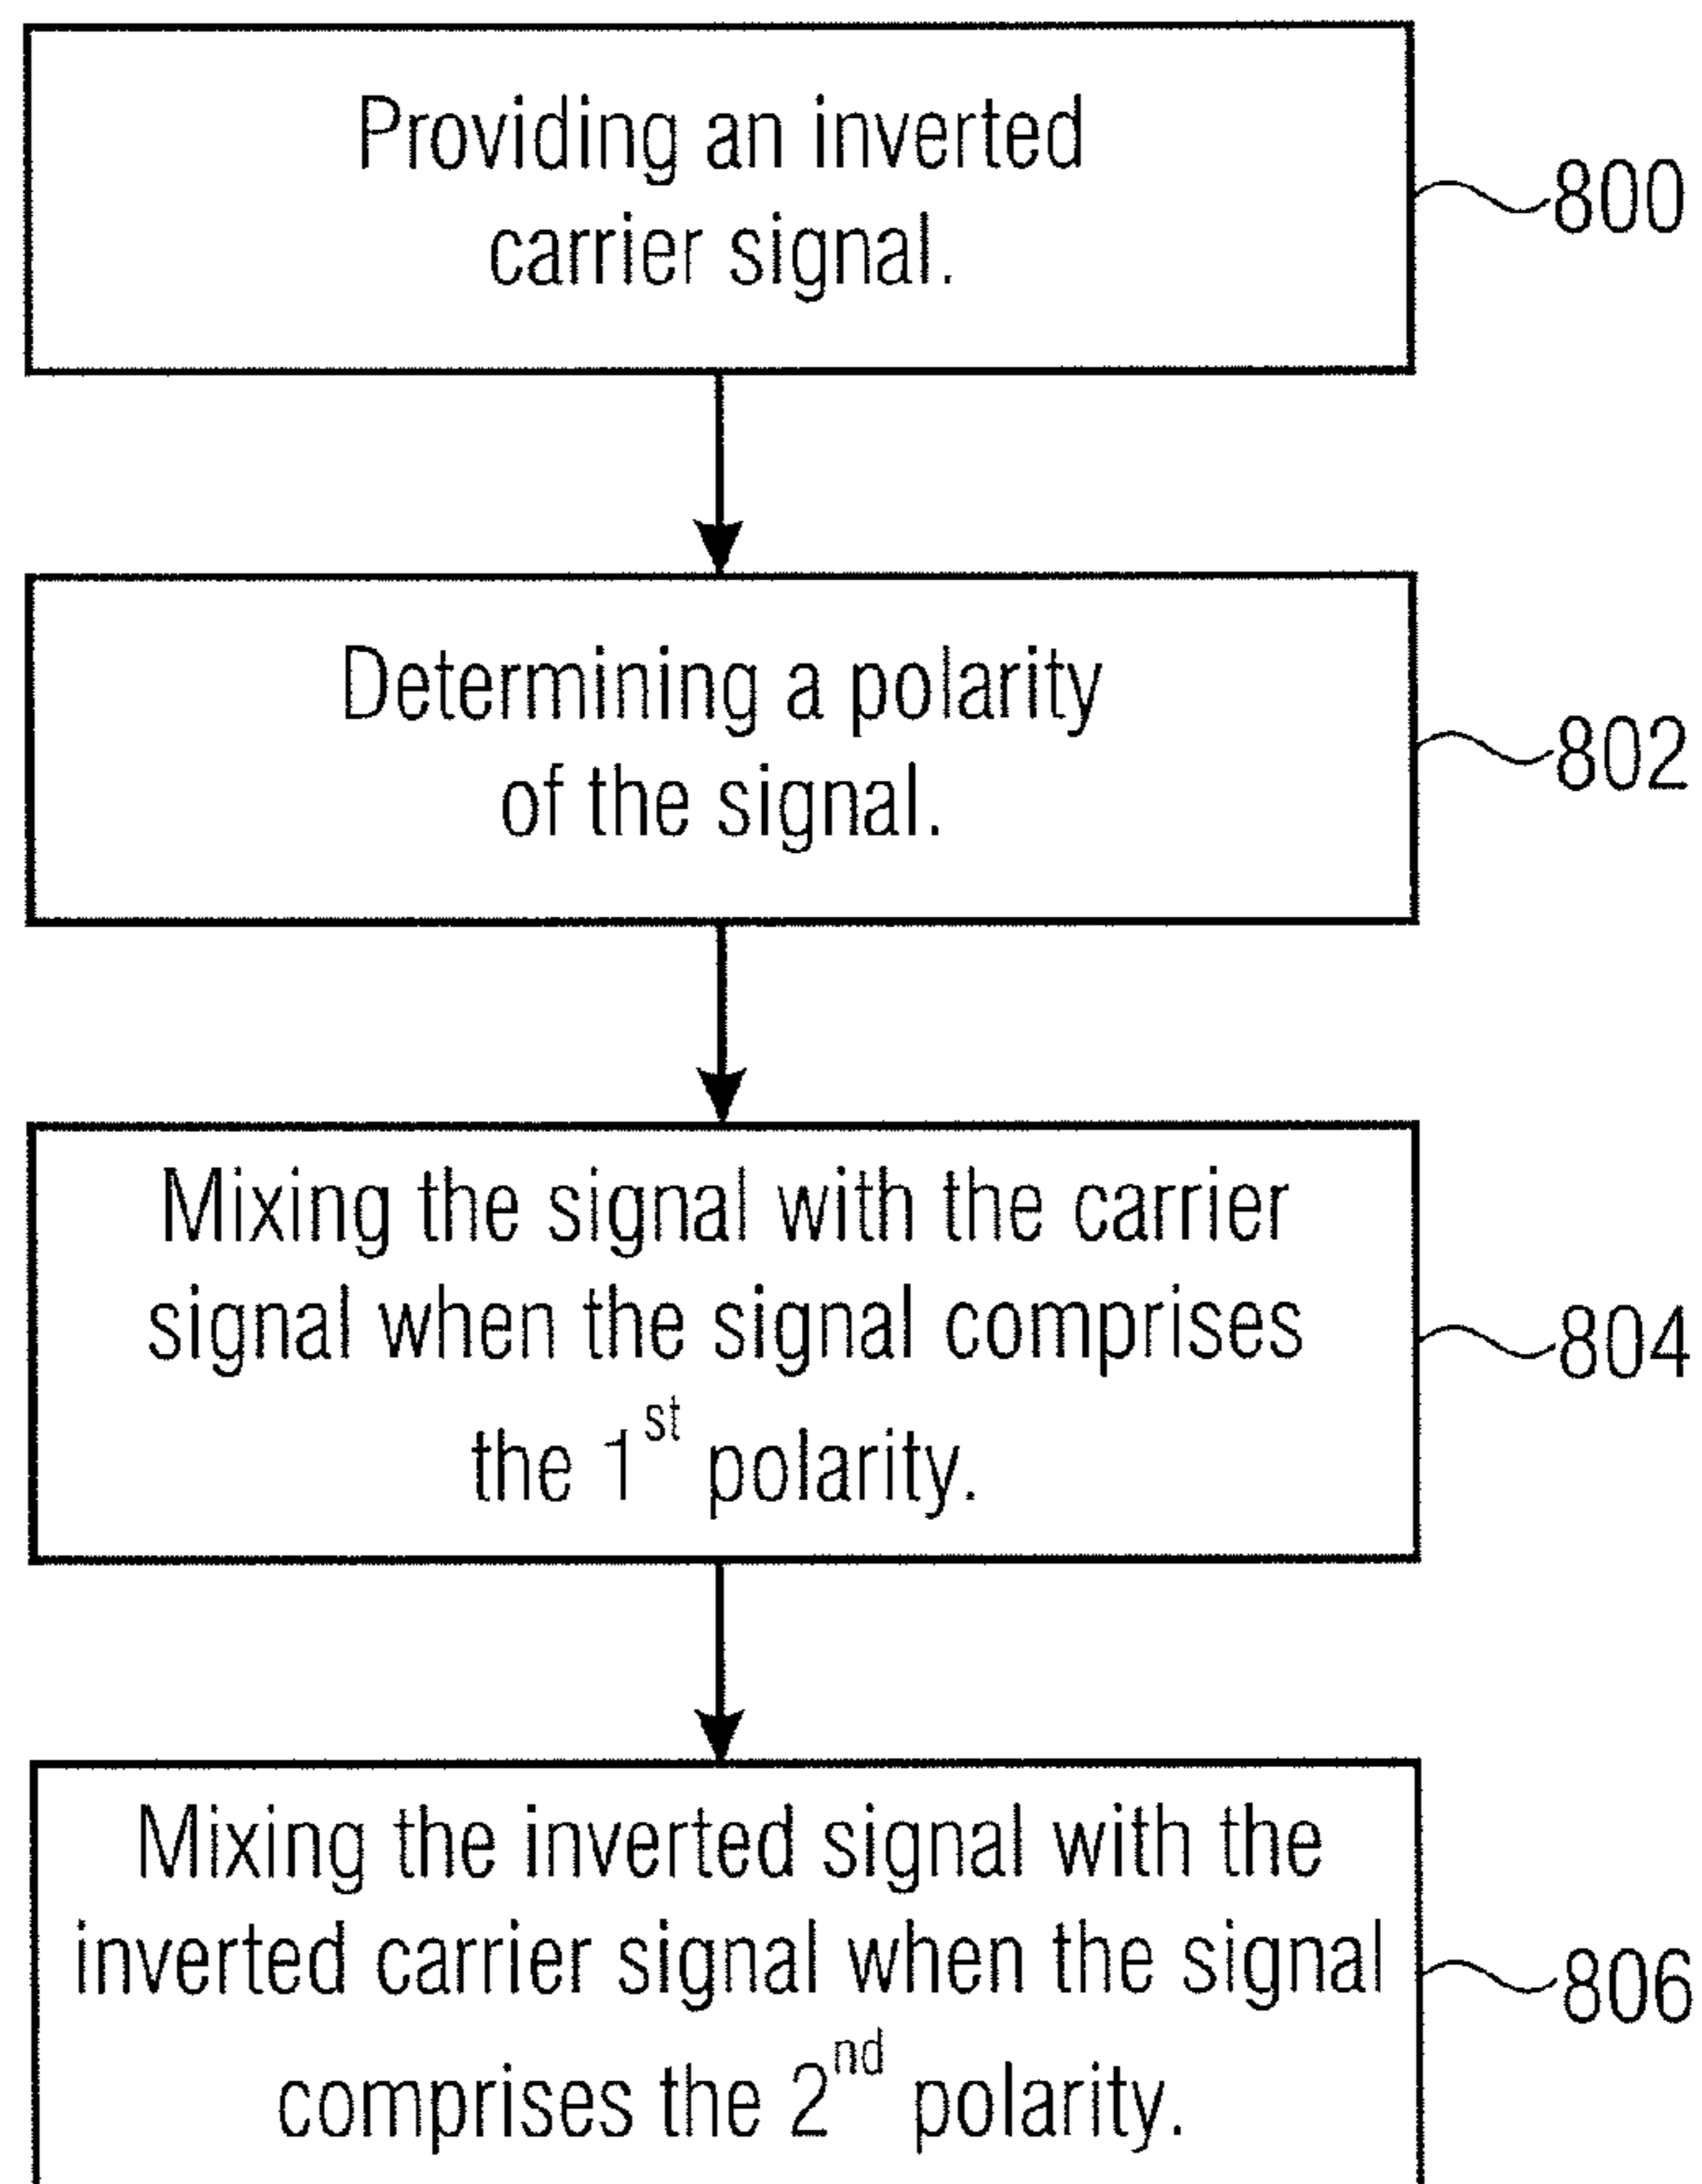 Providing an inverted
carrier signal.
800
Determining a polarity
of the signal.
802
Mixing the signal with the carrier
signal when the signal comprises
the 1st polarity.
804
Mixing the inverted signal with the
inverted carrier signal when the signal
comprises the 2nd polarity.
806